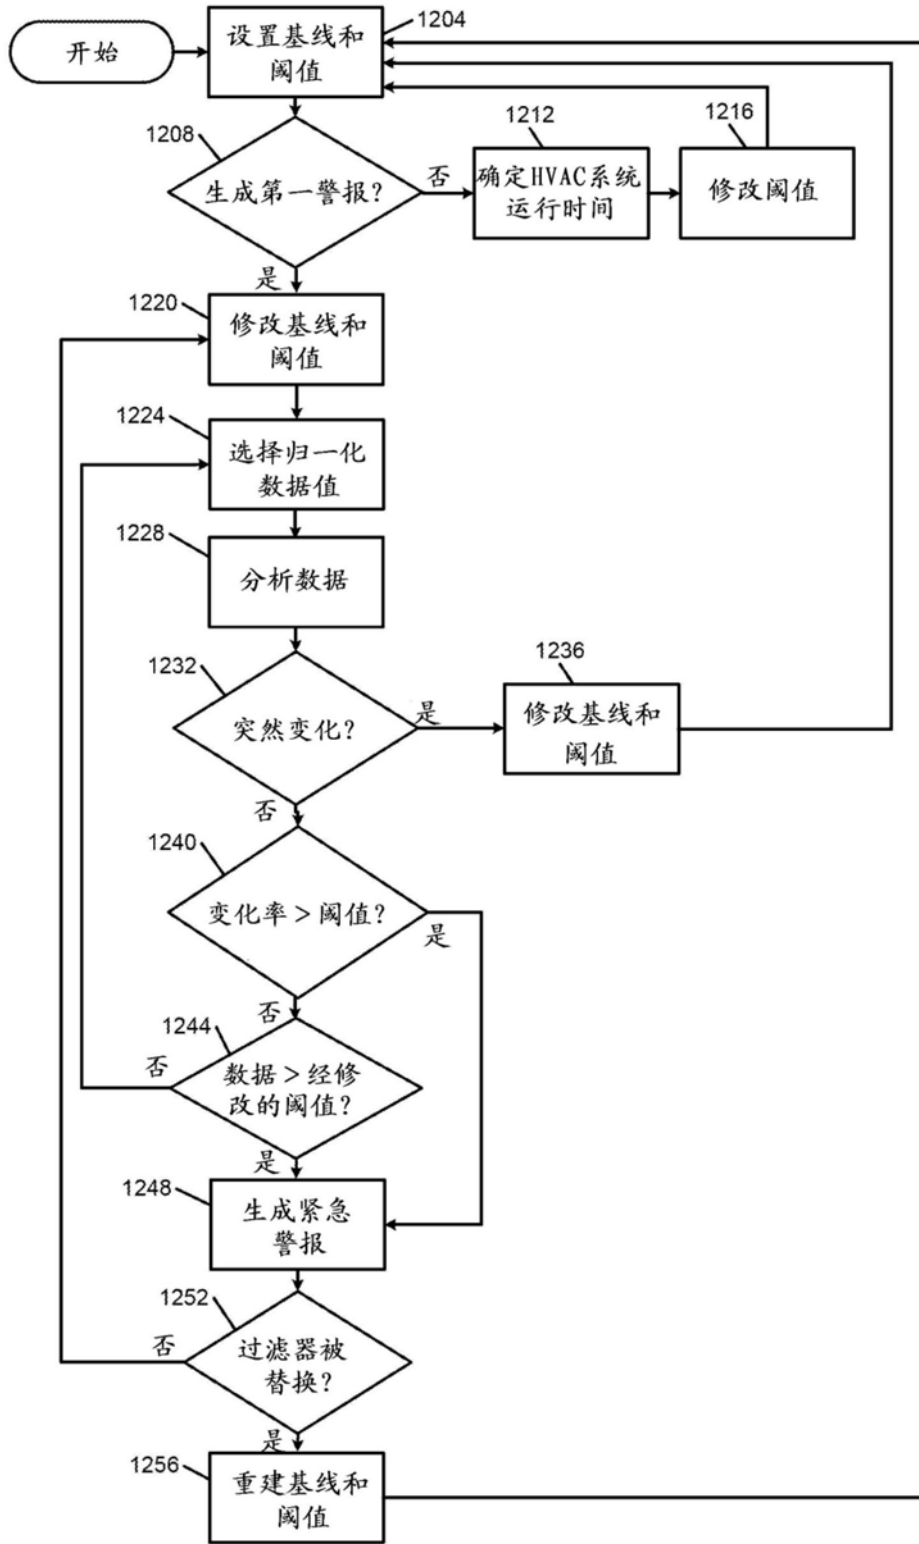 开始
设置基线和
阈值
1204
1208
生成第一警报?
否
是
1212
确定HVAC系统
运行时间
1216
修改阈值
1220
修改基线和
阈值
1224
选择归一化
数据值
1228
分析数据
1232
突然变化?
是
否
1236
修改基线和
阈值
1240
变化率 > 阈值?
是
否
1244
数据 > 经修
改的阈值?
否
是
1248
生成紧急
警报
1252
过滤器被
替换?
否
是
1256
重建基线和
阈值